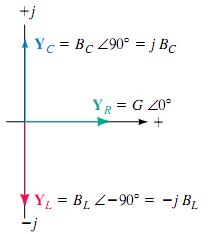 +j
Y_C = B_C ∠90° = j B_C
Y_R = G ∠0°
+
Y_L = B_L ∠−90° = −j B_L
−j